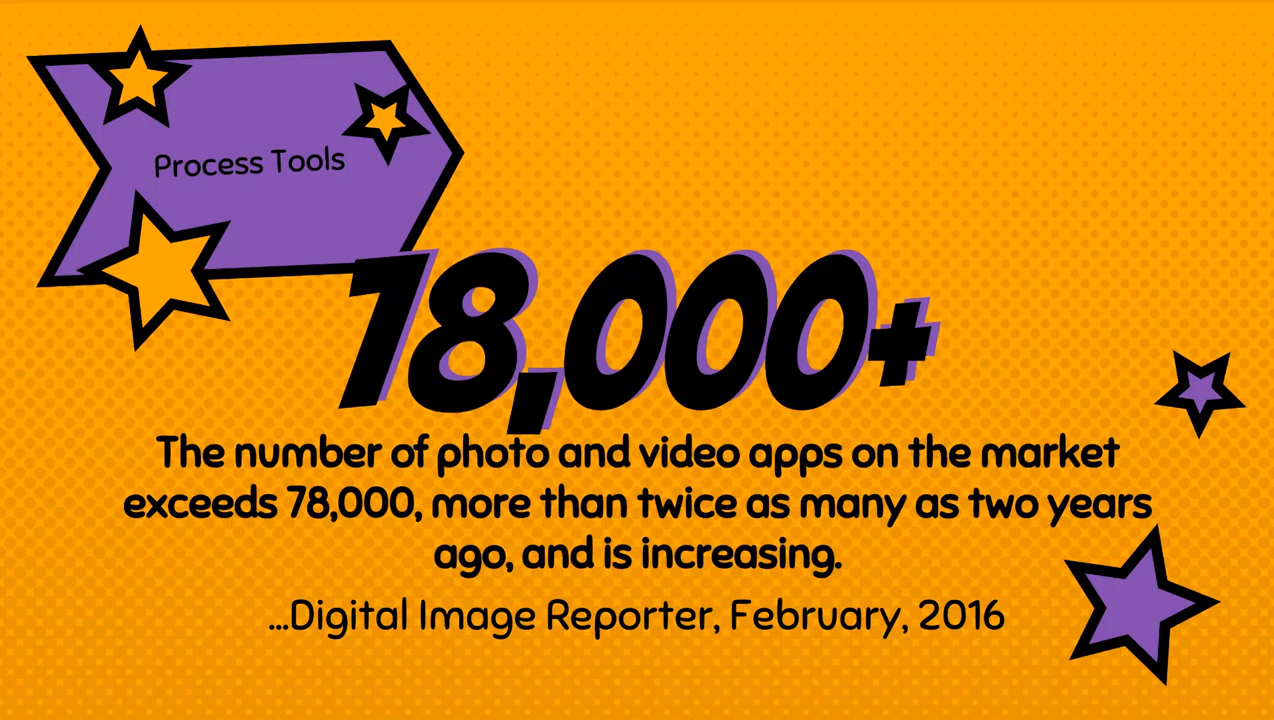 Process Tools
78,000+
The number of photo and video apps on the market
exceeds 78,000, more than twice as many as two years
ago, and is increasing.
...Digital Image Reporter, February, 2016